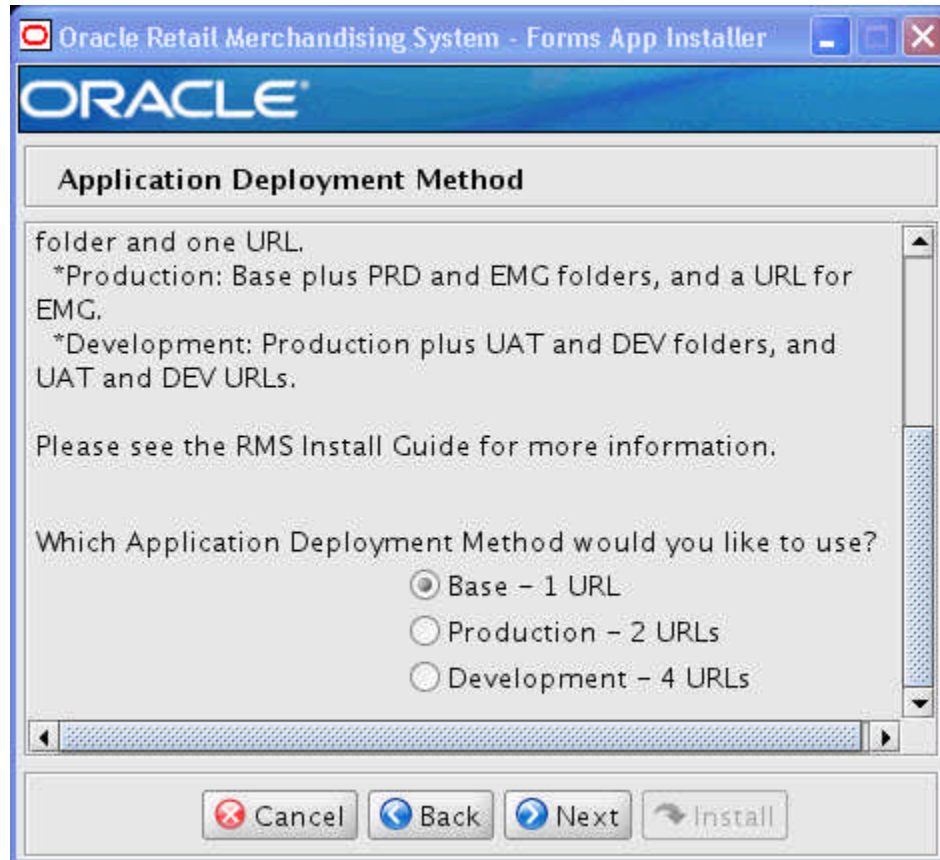 Oracle Retail Merchandising System - Forms App Installer
ORACLE®
Application Deployment Method
folder and one URL.
*Production: Base plus PRD and EMG folders, and a URL for
EMG.
*Development: Production plus UAT and DEV folders, and
UAT and DEV URLs.
Please see the RMS Install Guide for more information.
Which Application Deployment Method would you like to use?
Base – 1 URL
Production – 2 URLs
Development – 4 URLs
Cancel Back Next Install